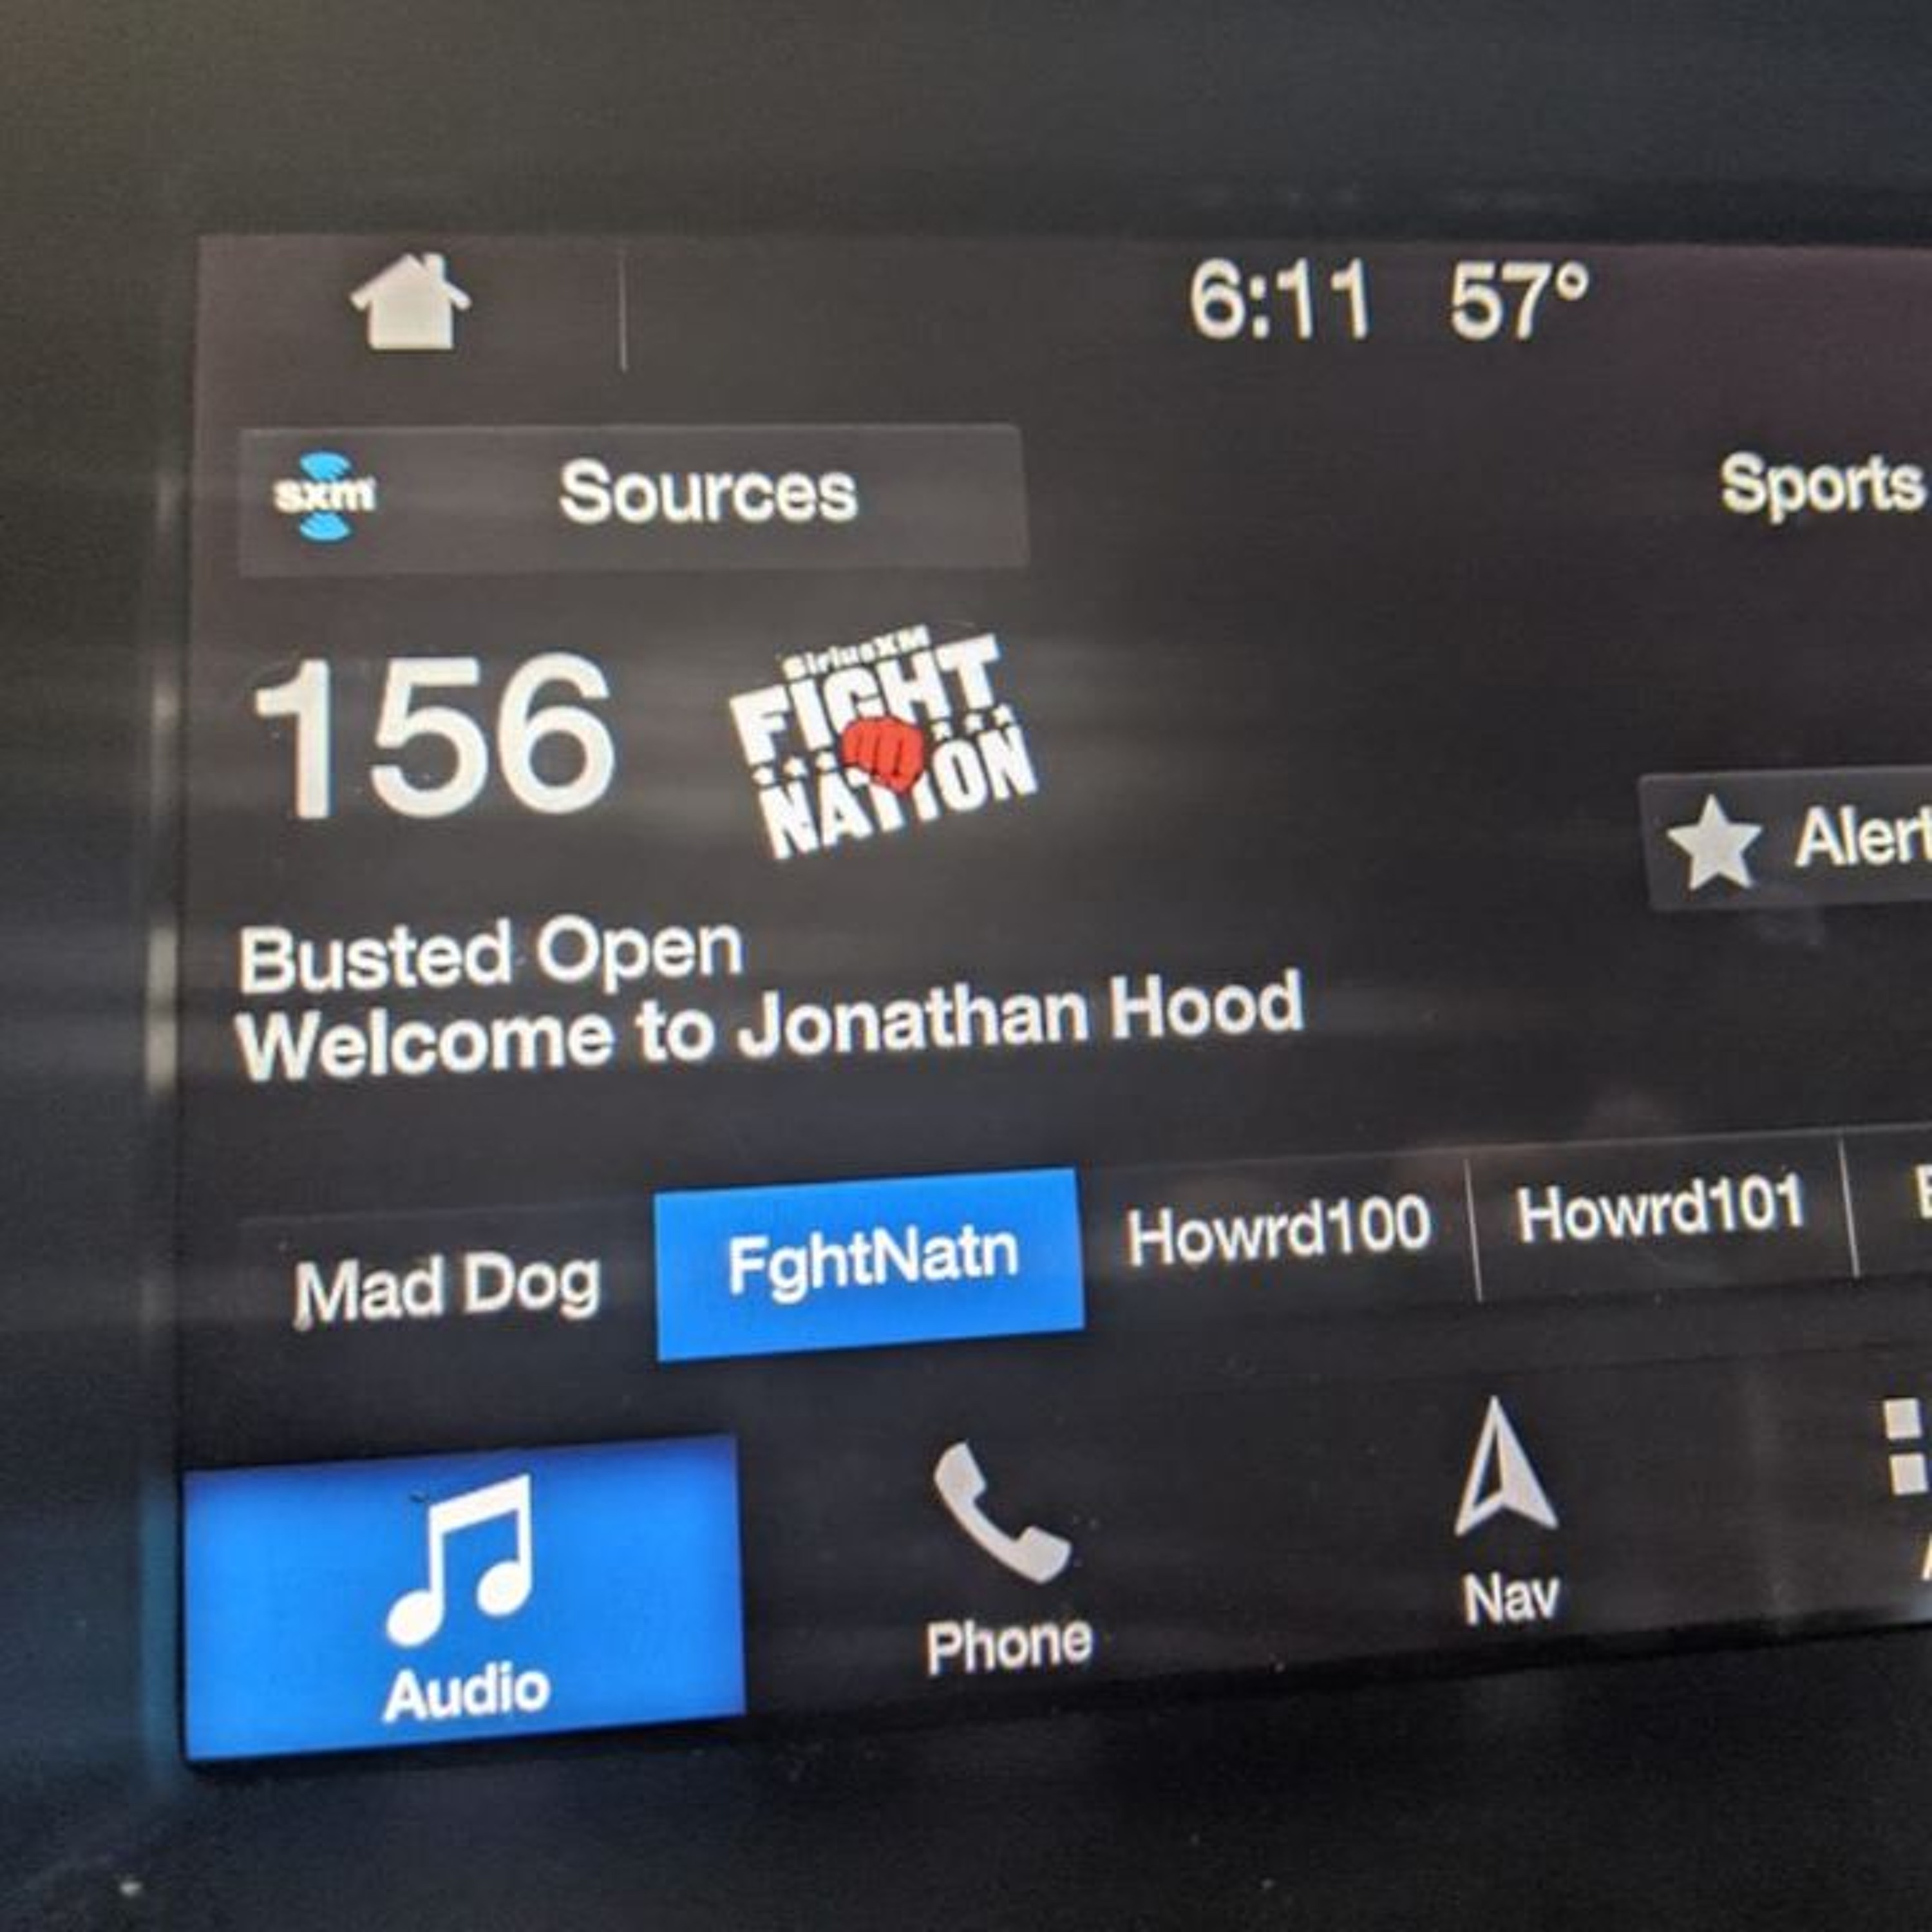 6:11 57°
sxm Sources
Sports
156
SiriusXM
FIGHT
NATION
Alert
Busted Open
Welcome to Jonathan Hood
Mad Dog FghtNatn Howrd100 Howrd101
Audio Phone Nav